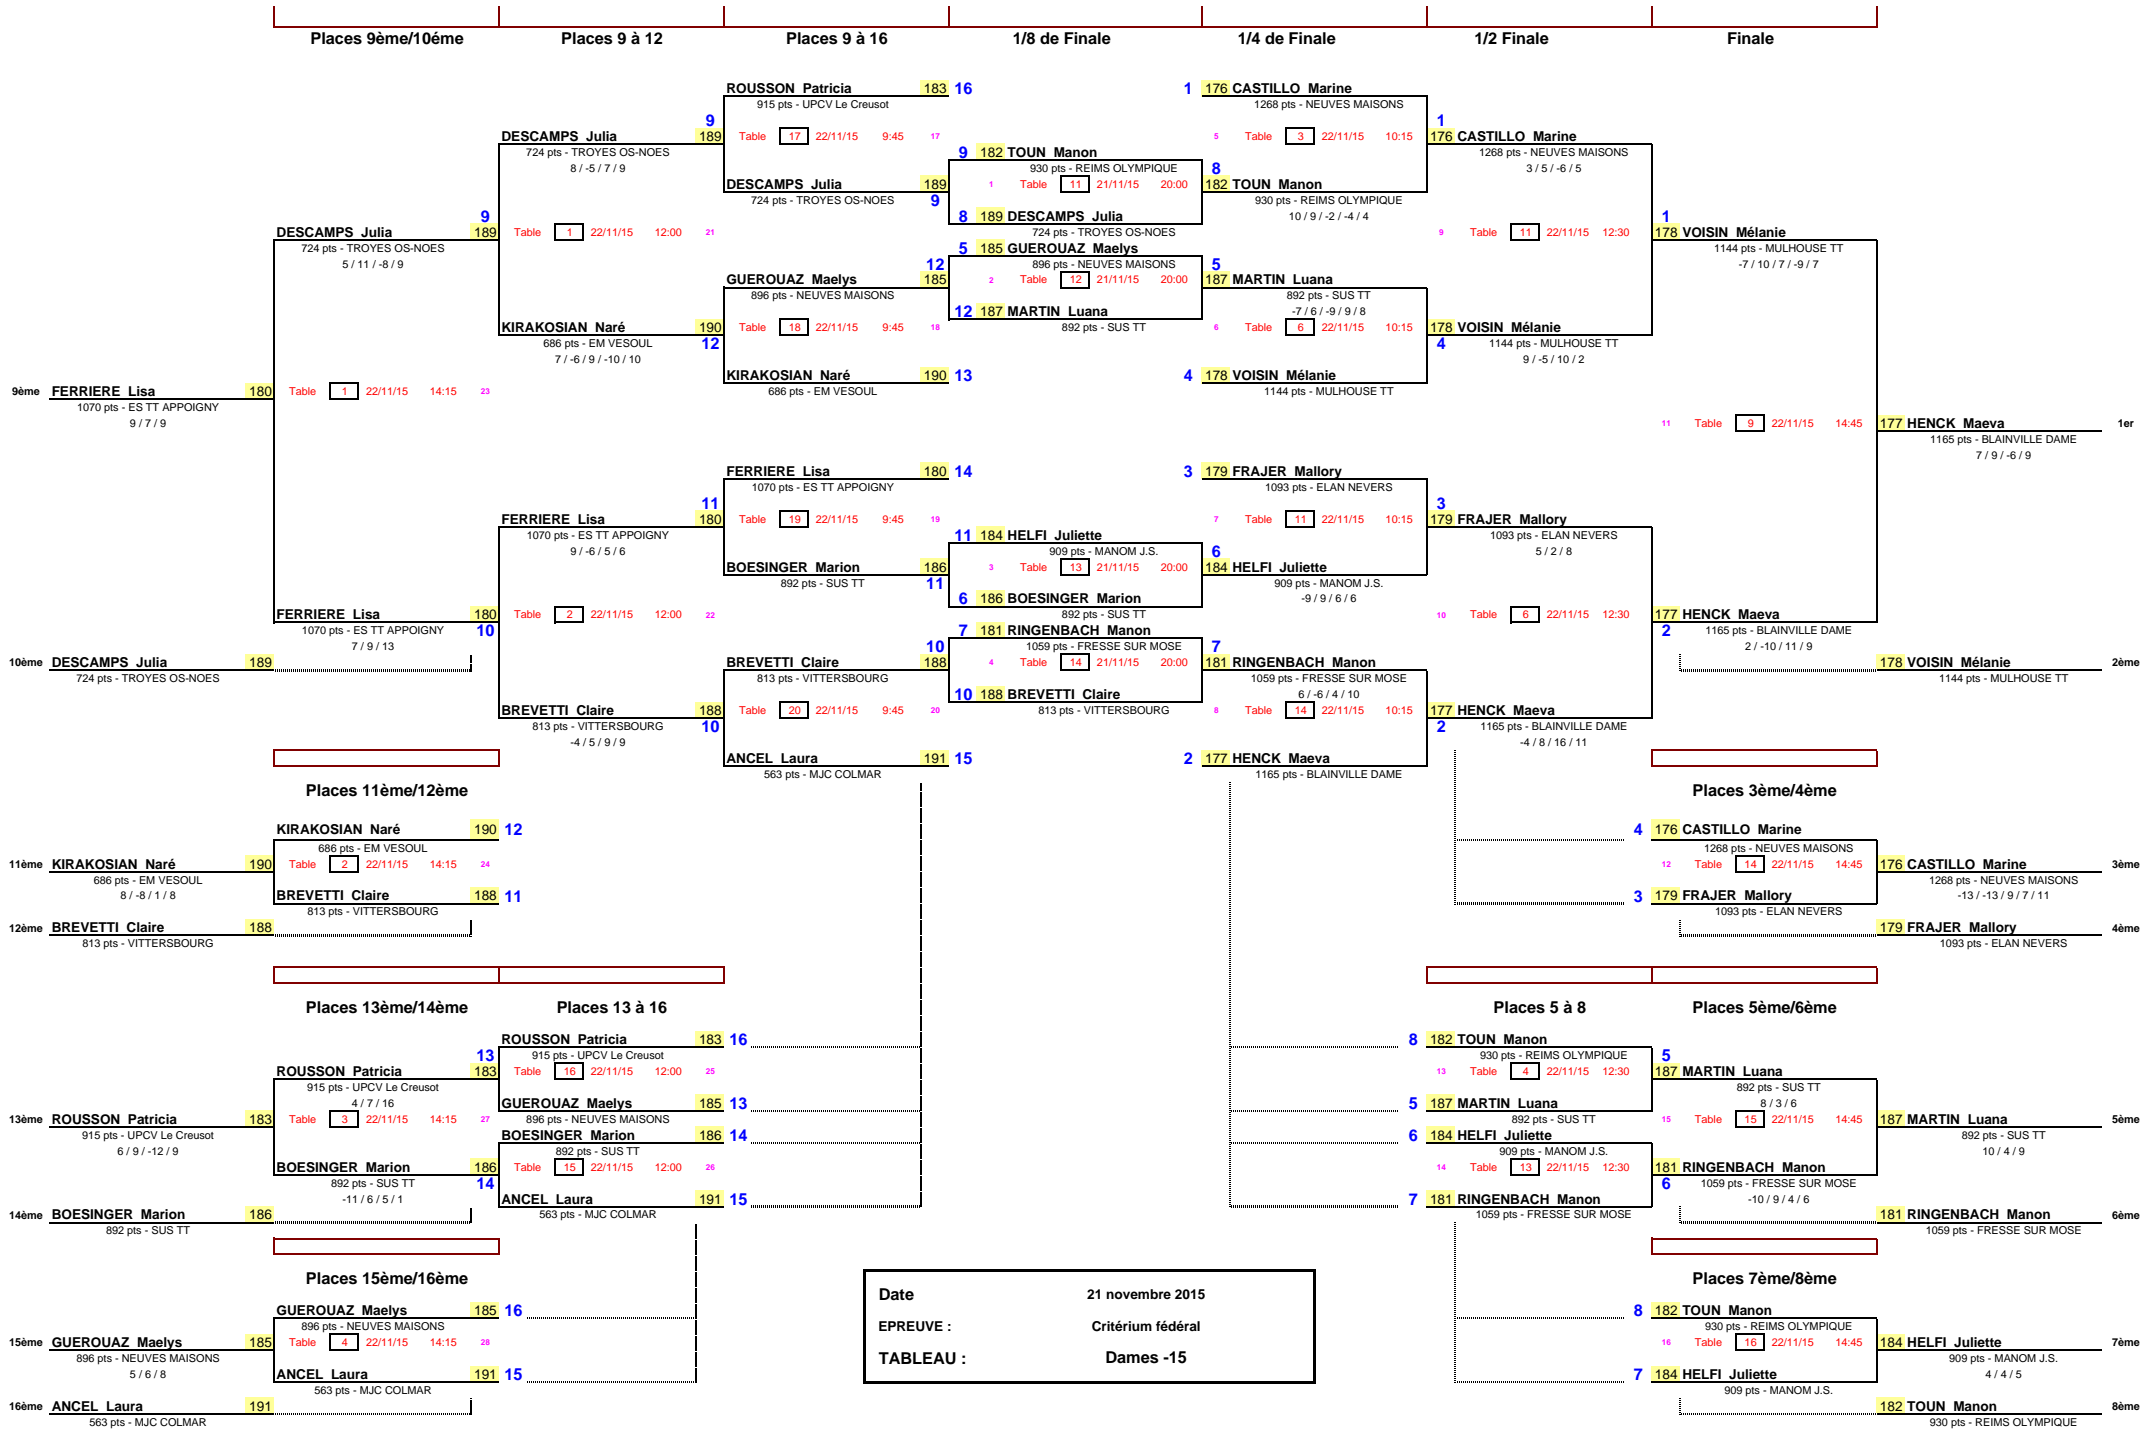 Places 9ème/10éme
Places 9 à 12
Places 9 à 16
1/8 de Finale
1/4 de Finale
1/2 Finale
Finale
ROUSSON Patricia 183 16
915 pts - UPCV Le Creusot
1 176 CASTILLO Marine
1268 pts - NEUVES MAISONS
9
DESCAMPS Julia 189
724 pts - TROYES OS-NOES
8 / -5 / 7 / 9
Table 17 22/11/15 9:45 17
5 Table 3 22/11/15 10:15
1
176 CASTILLO Marine
1268 pts - NEUVES MAISONS
3 / 5 / -6 / 5
9 182 TOUN Manon
930 pts - REIMS OLYMPIQUE
DESCAMPS Julia 189
724 pts - TROYES OS-NOES
9
1 Table 11 21/11/15 20:00
8
182 TOUN Manon
930 pts - REIMS OLYMPIQUE
10 / 9 / -2 / -4 / 4
8 189 DESCAMPS Julia
724 pts - TROYES OS-NOES
9
DESCAMPS Julia 189
724 pts - TROYES OS-NOES
5 / 11 / -8 / 9
Table 1 22/11/15 12:00 21
9 Table 11 22/11/15 12:30
1
178 VOISIN Mélanie
1144 pts - MULHOUSE TT
-7 / 10 / 7 / -9 / 7
5 185 GUEROUAZ Maelys
896 pts - NEUVES MAISONS
12
GUEROUAZ Maelys 185
896 pts - NEUVES MAISONS
2 Table 12 21/11/15 20:00
5
187 MARTIN Luana
892 pts - SUS TT
-7 / 6 / -9 / 9 / 8
12 187 MARTIN Luana
892 pts - SUS TT
KIRAKOSIAN Naré 190
686 pts - EM VESOUL
12
7 / -6 / 9 / -10 / 10
Table 18 22/11/15 9:45 18
6 Table 6 22/11/15 10:15
178 VOISIN Mélanie
4
1144 pts - MULHOUSE TT
9 / -5 / 10 / 2
KIRAKOSIAN Naré 190 13
686 pts - EM VESOUL
4 178 VOISIN Mélanie
1144 pts - MULHOUSE TT
9ème FERRIERE Lisa 180
1070 pts - ES TT APPOIGNY
9 / 7 / 9
Table 1 22/11/15 14:15 23
11 Table 9 22/11/15 14:45
177 HENCK Maeva 1er
1165 pts - BLAINVILLE DAME
7 / 9 / -6 / 9
FERRIERE Lisa 180 14
1070 pts - ES TT APPOIGNY
3 179 FRAJER Mallory
1093 pts - ELAN NEVERS
11
FERRIERE Lisa 180
1070 pts - ES TT APPOIGNY
9 / -6 / 5 / 6
Table 19 22/11/15 9:45 19
7 Table 11 22/11/15 10:15
3
179 FRAJER Mallory
1093 pts - ELAN NEVERS
5 / 2 / 8
11 184 HELFI Juliette
909 pts - MANOM J.S.
BOESINGER Marion 186
892 pts - SUS TT
11
3 Table 13 21/11/15 20:00
6
184 HELFI Juliette
909 pts - MANOM J.S.
-9 / 9 / 6 / 6
6 186 BOESINGER Marion
892 pts - SUS TT
FERRIERE Lisa 180
1070 pts - ES TT APPOIGNY
10
7 / 9 / 13
Table 2 22/11/15 12:00 22
10 Table 6 22/11/15 12:30
177 HENCK Maeva
2
1165 pts - BLAINVILLE DAME
2 / -10 / 11 / 9
7 181 RINGENBACH Manon
1059 pts - FRESSE SUR MOSE
10
BREVETTI Claire 188
813 pts - VITTERSBOURG
4 Table 14 21/11/15 20:00
7
181 RINGENBACH Manon
1059 pts - FRESSE SUR MOSE
6 / -6 / 4 / 10
10ème DESCAMPS Julia 189
724 pts - TROYES OS-NOES
178 VOISIN Mélanie 2ème
1144 pts - MULHOUSE TT
10 188 BREVETTI Claire
813 pts - VITTERSBOURG
BREVETTI Claire 188
813 pts - VITTERSBOURG
10
-4 / 5 / 9 / 9
Table 20 22/11/15 9:45 20
8 Table 14 22/11/15 10:15
177 HENCK Maeva
2
1165 pts - BLAINVILLE DAME
-4 / 8 / 16 / 11
ANCEL Laura 191 15
563 pts - MJC COLMAR
2 177 HENCK Maeva
1165 pts - BLAINVILLE DAME
Places 11ème/12ème
Places 3ème/4ème
KIRAKOSIAN Naré 190 12
686 pts - EM VESOUL
4 176 CASTILLO Marine
1268 pts - NEUVES MAISONS
11ème KIRAKOSIAN Naré 190
686 pts - EM VESOUL
8 / -8 / 1 / 8
Table 2 22/11/15 14:15 24
12 Table 14 22/11/15 14:45
176 CASTILLO Marine 3ème
1268 pts - NEUVES MAISONS
-13 / -13 / 9 / 7 / 11
BREVETTI Claire 188 11
813 pts - VITTERSBOURG
3 179 FRAJER Mallory
1093 pts - ELAN NEVERS
12ème BREVETTI Claire 188
813 pts - VITTERSBOURG
179 FRAJER Mallory 4ème
1093 pts - ELAN NEVERS
Places 13ème/14ème
Places 13 à 16
Places 5 à 8
Places 5ème/6ème
ROUSSON Patricia 183 16
915 pts - UPCV Le Creusot
8 182 TOUN Manon
930 pts - REIMS OLYMPIQUE
13
ROUSSON Patricia 183
915 pts - UPCV Le Creusot
4 / 7 / 16
Table 16 22/11/15 12:00 25
13 Table 4 22/11/15 12:30
5
187 MARTIN Luana
892 pts - SUS TT
8 / 3 / 6
GUEROUAZ Maelys 185 13
896 pts - NEUVES MAISONS
5 187 MARTIN Luana
892 pts - SUS TT
13ème ROUSSON Patricia 183
915 pts - UPCV Le Creusot
6 / 9 / -12 / 9
Table 3 22/11/15 14:15 27
15 Table 15 22/11/15 14:45
187 MARTIN Luana 5ème
892 pts - SUS TT
10 / 4 / 9
BOESINGER Marion 186 14
892 pts - SUS TT
6 184 HELFI Juliette
909 pts - MANOM J.S.
BOESINGER Marion 186
892 pts - SUS TT
14
-11 / 6 / 5 / 1
Table 15 22/11/15 12:00 26
14 Table 13 22/11/15 12:30
181 RINGENBACH Manon
6
1059 pts - FRESSE SUR MOSE
-10 / 9 / 4 / 6
ANCEL Laura 191 15
563 pts - MJC COLMAR
7 181 RINGENBACH Manon
1059 pts - FRESSE SUR MOSE
14ème BOESINGER Marion 186
892 pts - SUS TT
181 RINGENBACH Manon 6ème
1059 pts - FRESSE SUR MOSE
Places 15ème/16ème
Places 7ème/8ème
Date 21 novembre 2015
EPREUVE : Critérium fédéral
TABLEAU : Dames -15
GUEROUAZ Maelys 185 16
896 pts - NEUVES MAISONS
8 182 TOUN Manon
930 pts - REIMS OLYMPIQUE
15ème GUEROUAZ Maelys 185
896 pts - NEUVES MAISONS
5 / 6 / 8
Table 4 22/11/15 14:15 28
16 Table 16 22/11/15 14:45
184 HELFI Juliette 7ème
909 pts - MANOM J.S.
4 / 4 / 5
ANCEL Laura 191 15
563 pts - MJC COLMAR
7 184 HELFI Juliette
909 pts - MANOM J.S.
16ème ANCEL Laura 191
563 pts - MJC COLMAR
182 TOUN Manon 8ème
930 pts - REIMS OLYMPIQUE